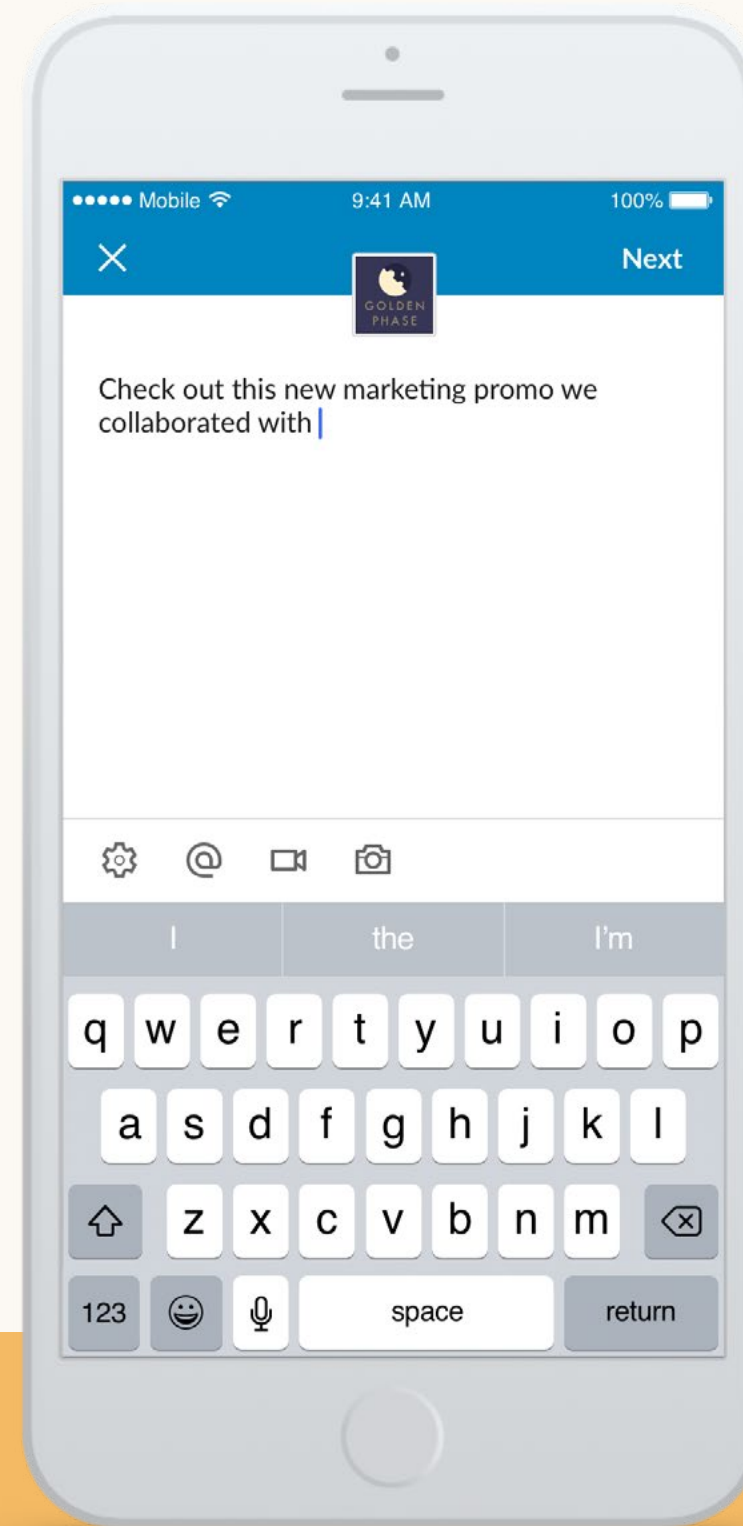 Mobile 9:41 AM 100%
Next
GOLDEN
PHASE
Check out this new marketing promo we
collaborated with
I the I’m
q w e r t y u i o p
a s d f g h j k l
z x c v b n m
123 space return